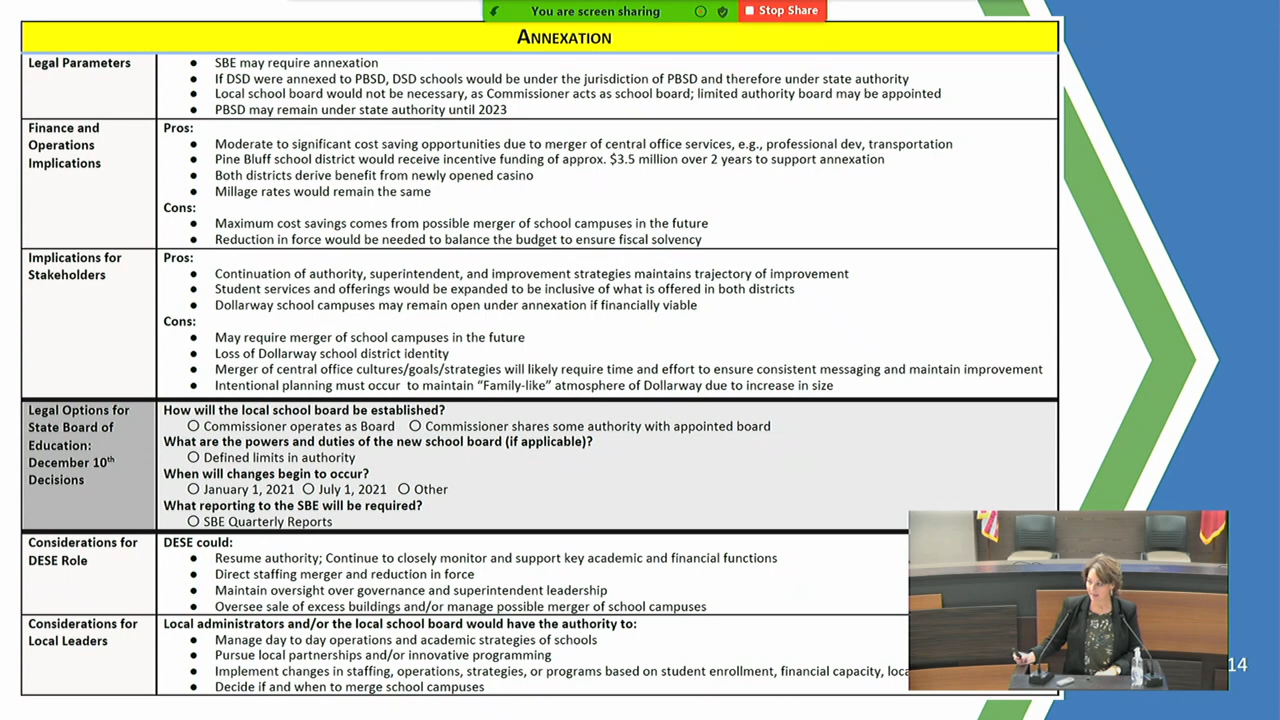 You are screen sharing
Stop Share
ANNEXATION
Legal Parameters
● SBE may require annexation
● If DSD were annexed to PBSD, DSD schools would be under the jurisdiction of PBSD and therefore under state authority
● Local school board would not be necessary, as Commissioner acts as school board; limited authority board may be appointed
● PBSD may remain under state authority until 2023
Finance and
Operations
Implications
Pros:
● Moderate to significant cost saving opportunities due to merger of central office services, e.g., professional dev, transportation
● Pine Bluff school district would receive incentive funding of approx. $3.5 million over 2 years to support annexation
● Both districts derive benefit from newly opened casino
● Millage rates would remain the same
Cons:
● Maximum cost savings comes from possible merger of school campuses in the future
● Reduction in force would be needed to balance the budget to ensure fiscal solvency
Implications for
Stakeholders
Pros:
● Continuation of authority, superintendent, and improvement strategies maintains trajectory of improvement
● Student services and offerings would be expanded to be inclusive of what is offered in both districts
● Dollarway school campuses may remain open under annexation if financially viable
Cons:
● May require merger of school campuses in the future
● Loss of Dollarway school district identity
● Merger of central office cultures/goals/strategies will likely require time and effort to ensure consistent messaging and maintain improvement
● Intentional planning must occur to maintain “Family-like” atmosphere of Dollarway due to increase in size
Legal Options for
State Board of
Education:
December 10th
Decisions
How will the local school board be established?
○ Commissioner operates as Board ○ Commissioner shares some authority with appointed board
What are the powers and duties of the new school board (if applicable)?
○ Defined limits in authority
When will changes begin to occur?
○ January 1, 2021 ○ July 1, 2021 ○ Other
What reporting to the SBE will be required?
○ SBE Quarterly Reports
Considerations for
DESE Role
DESE could:
● Resume authority; Continue to closely monitor and support key academic and financial functions
● Direct staffing merger and reduction in force
● Maintain oversight over governance and superintendent leadership
● Oversee sale of excess buildings and/or manage possible merger of school campuses
Considerations for
Local Leaders
Local administrators and/or the local school board would have the authority to:
● Manage day to day operations and academic strategies of schools
● Pursue local partnerships and/or innovative programming
● Implement changes in staffing, operations, strategies, or programs based on student enrollment, financial capacity,
● Decide if and when to merge school campuses
14